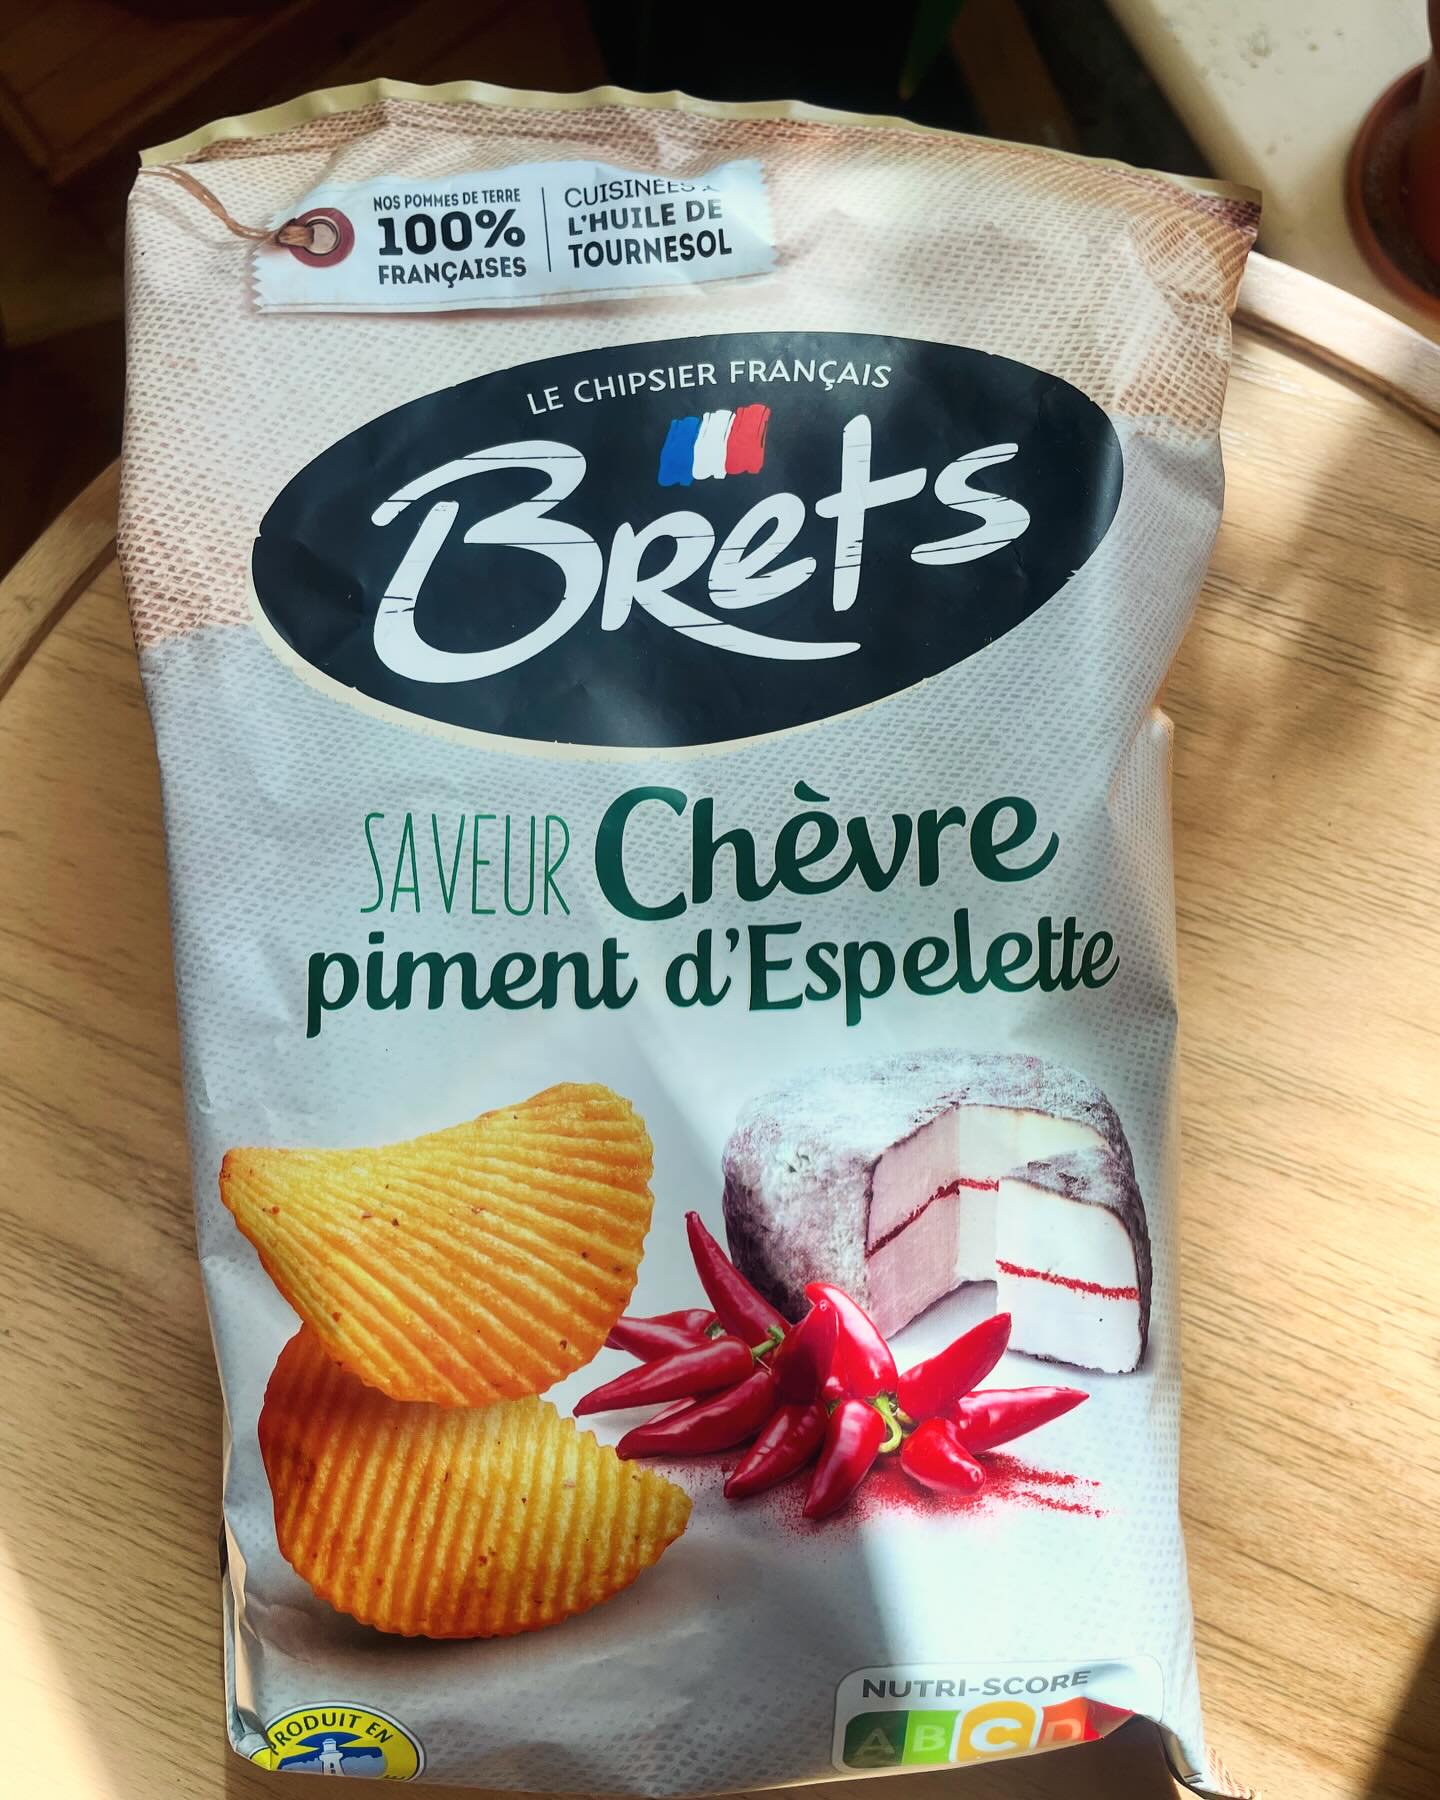 NOS POMMES DE TERRE
100%
FRANÇAISES
CUISINÉES À
L'HUILE DE
TOURNESOL
LE CHIPSIER FRANÇAIS
Brets
SAVEUR Chèvre
piment d'Espelette
NUTRI-SCORE
A B C D
PRODUIT EN